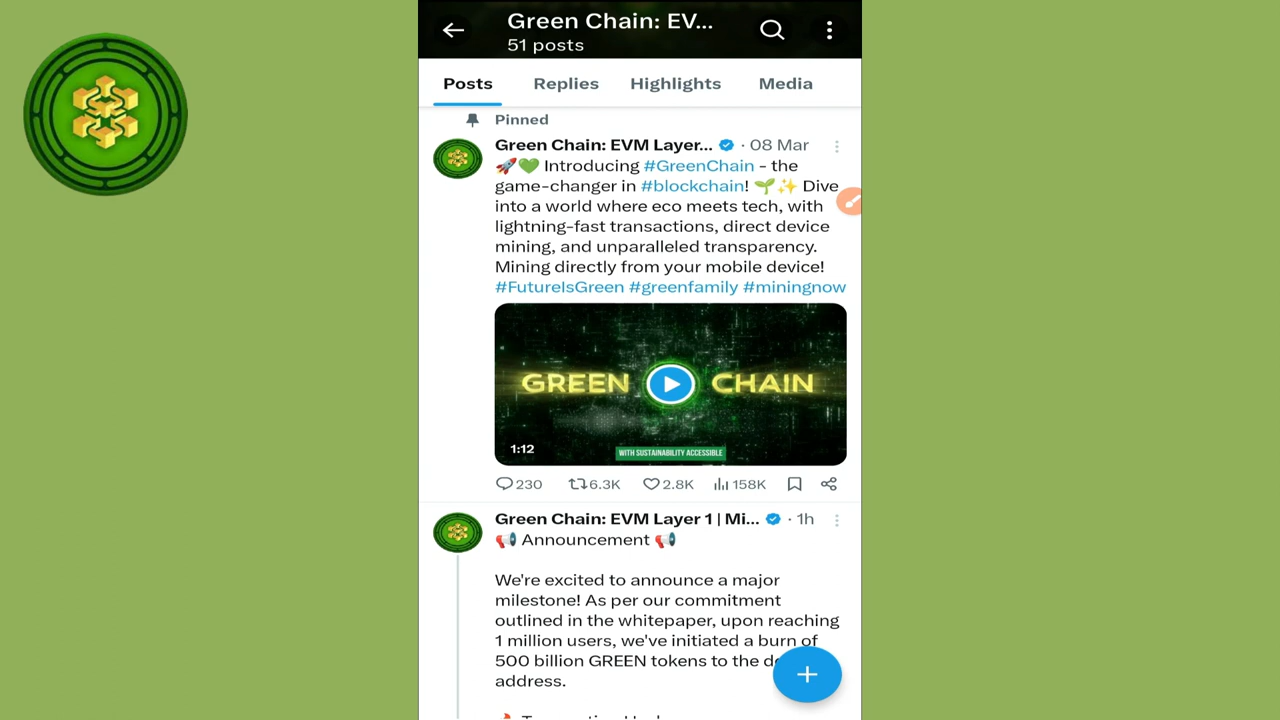 Green Chain: EV...
51 posts
Posts Replies Highlights Media
Pinned
Green Chain: EVM Layer... · 08 Mar
🚀💚 Introducing #GreenChain - the
game-changer in #blockchain! 🌱✨ Dive
into a world where eco meets tech, with
lightning-fast transactions, direct device
mining, and unparalleled transparency.
Mining directly from your mobile device!
#FutureIsGreen #greenfamily #miningnow
GREEN CHAIN
1:12
WITH SUSTAINABILITY ACCESSIBLE
230 6.3K 2.8K 158K
Green Chain: EVM Layer 1 | Mi... · 1h
📢 Announcement 📢
We're excited to announce a major
milestone! As per our commitment
outlined in the whitepaper, upon reaching
1 million users, we've initiated a burn of
500 billion GREEN tokens to the
address.